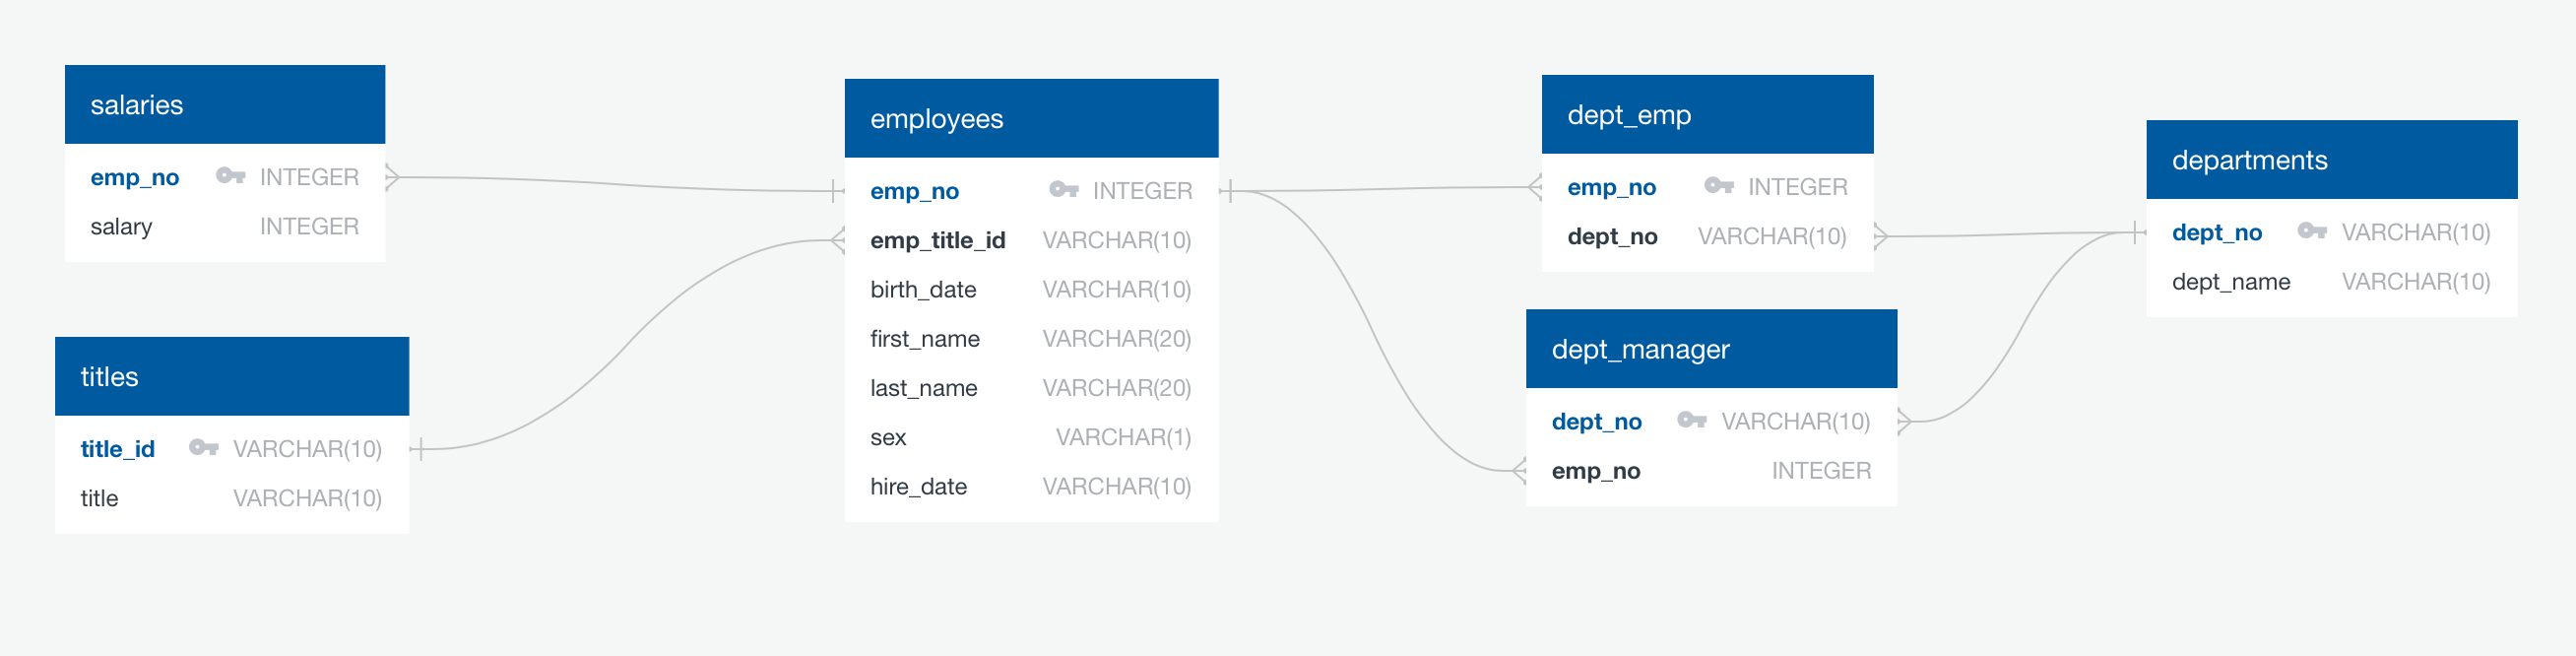 salaries
emp_no INTEGER
salary INTEGER
titles
title_id VARCHAR(10)
title VARCHAR(10)
employees
emp_no INTEGER
emp_title_id VARCHAR(10)
birth_date VARCHAR(10)
first_name VARCHAR(20)
last_name VARCHAR(20)
sex VARCHAR(1)
hire_date VARCHAR(10)
dept_emp
emp_no INTEGER
dept_no VARCHAR(10)
dept_manager
dept_no VARCHAR(10)
emp_no INTEGER
departments
dept_no VARCHAR(10)
dept_name VARCHAR(10)